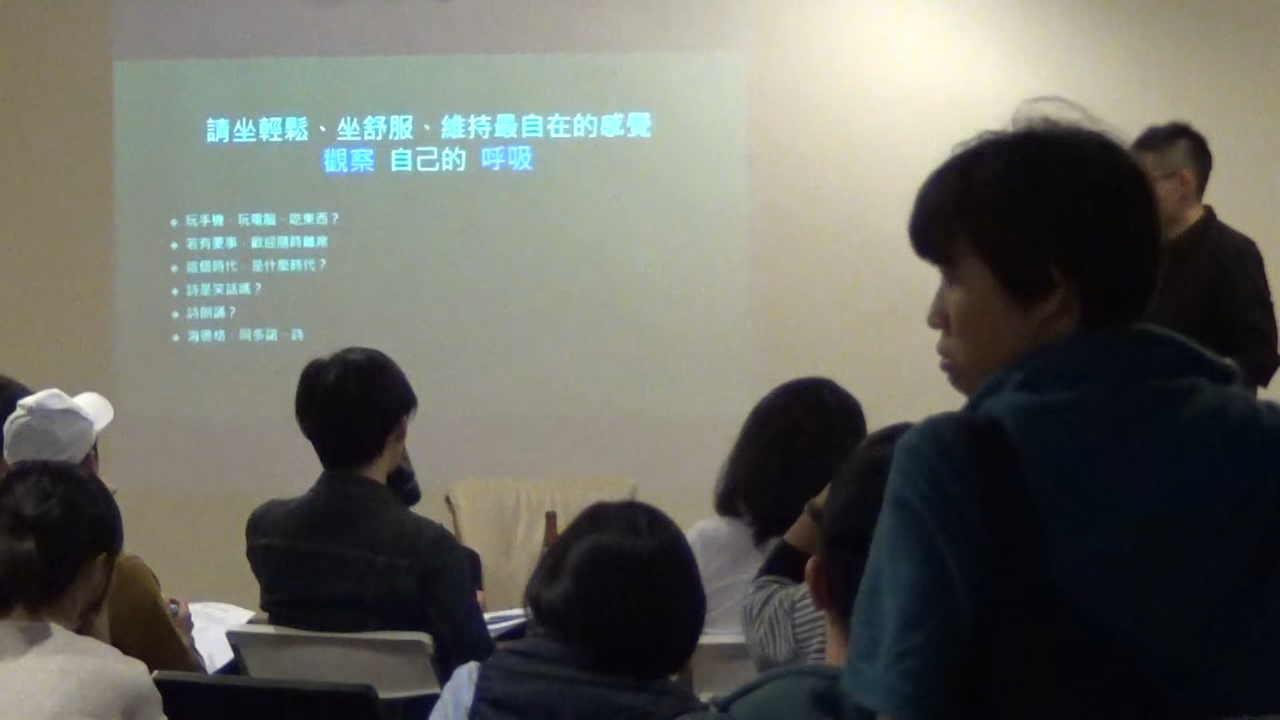 請坐輕鬆、坐舒服、維持最自在的感覺
觀察 自己的 呼吸
玩手機、玩電腦、吃東西？
若有要事、歡迎隨時離席
這個時代、是什麼時代？
詩是笑話嗎？
詩朗誦？
海德格、阿多諾、詩